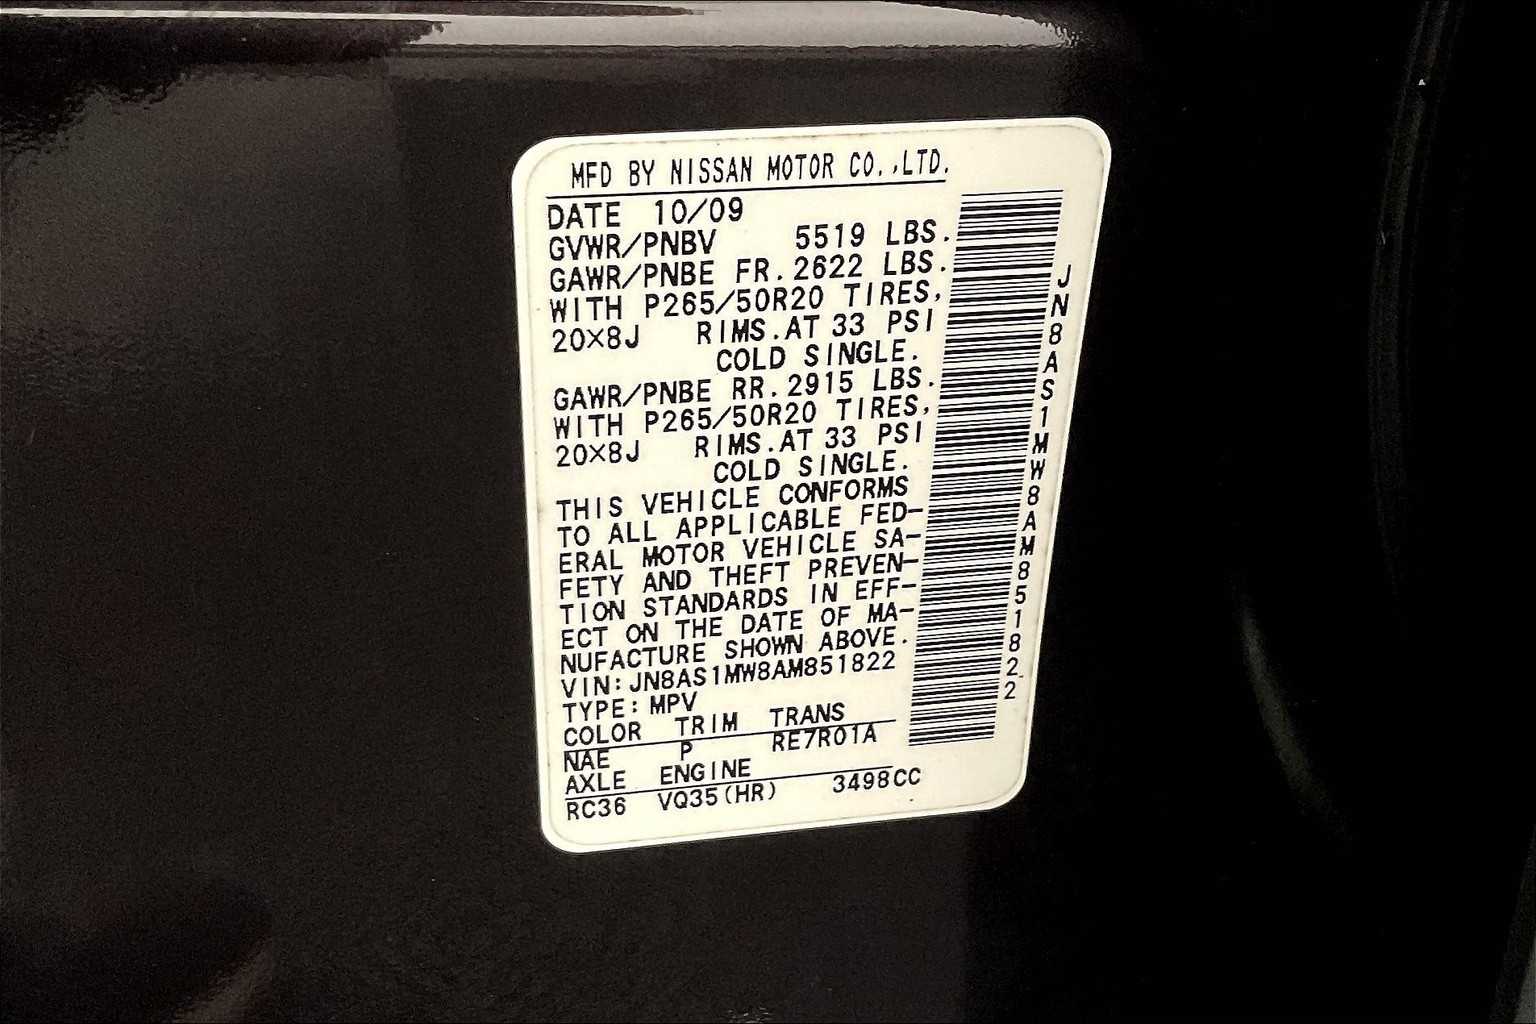 MFD BY NISSAN MOTOR CO.,LTD.
DATE 10/09
GVWR/PNBV 5519 LBS.
GAWR/PNBE FR.2622 LBS.
WITH P265/50R20 TIRES,
20×8J RIMS.AT 33 PSI
COLD SINGLE.
GAWR/PNBE RR.2915 LBS.
WITH P265/50R20 TIRES,
20×8J RIMS.AT 33 PSI
COLD SINGLE.
THIS VEHICLE CONFORMS
TO ALL APPLICABLE FED-
ERAL MOTOR VEHICLE SA-
FETY AND THEFT PREVEN-
TION STANDARDS IN EFF-
ECT ON THE DATE OF MA-
NUFACTURE SHOWN ABOVE.
VIN:JN8AS1MW8AM851822
TYPE:MPV
COLOR TRIM TRANS
NAE P RE7R01A
AXLE ENGINE
RC36 VQ35(HR) 3498CC
JN8AS1MW8AM851822